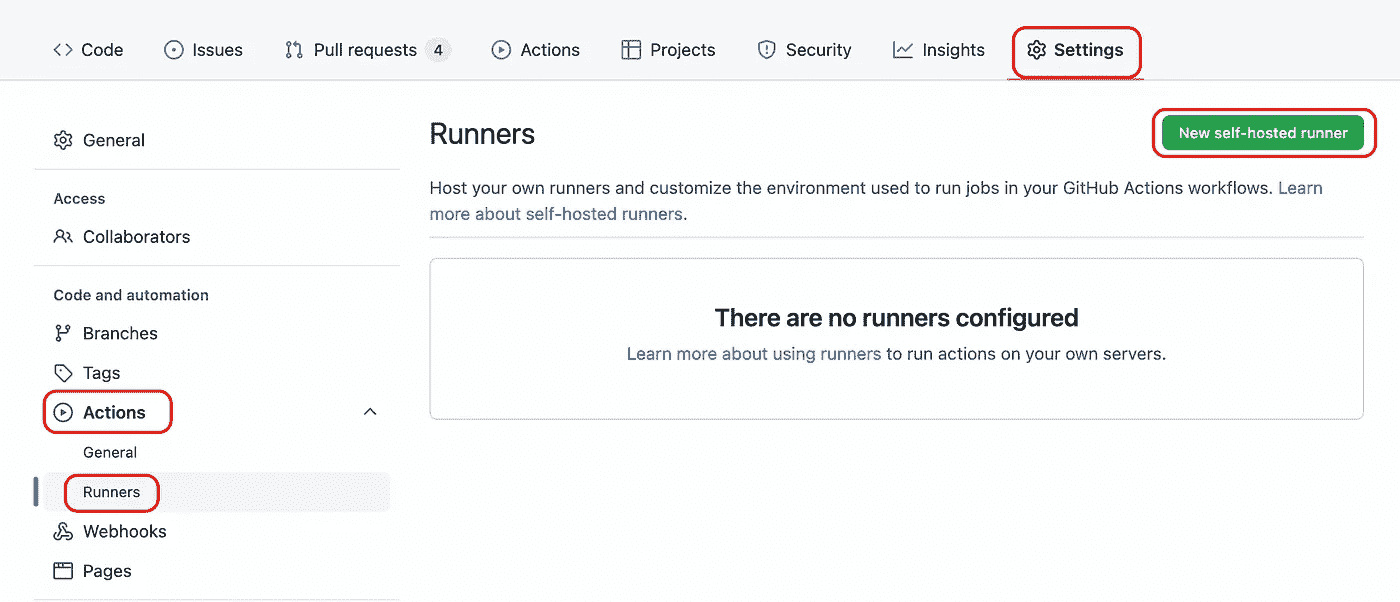 Code Issues Pull requests 4 Actions Projects Security Insights Settings
General
Access
Collaborators
Code and automation
Branches
Tags
Actions
General
Runners
Webhooks
Pages
Runners
New self-hosted runner
Host your own runners and customize the environment used to run jobs in your GitHub Actions workflows. Learn
more about self-hosted runners.
There are no runners configured
Learn more about using runners to run actions on your own servers.